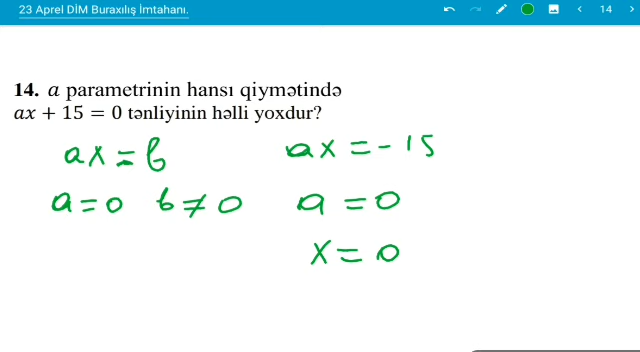 23 Aprel DİM Buraxılış İmtahanı.
14
14. a parametrinin hansı qiymətində
ax + 15 = 0 tənliyinin həlli yoxdur?
ax = b
ax = -15
a = 0 b ≠ 0
a = 0
x = 0